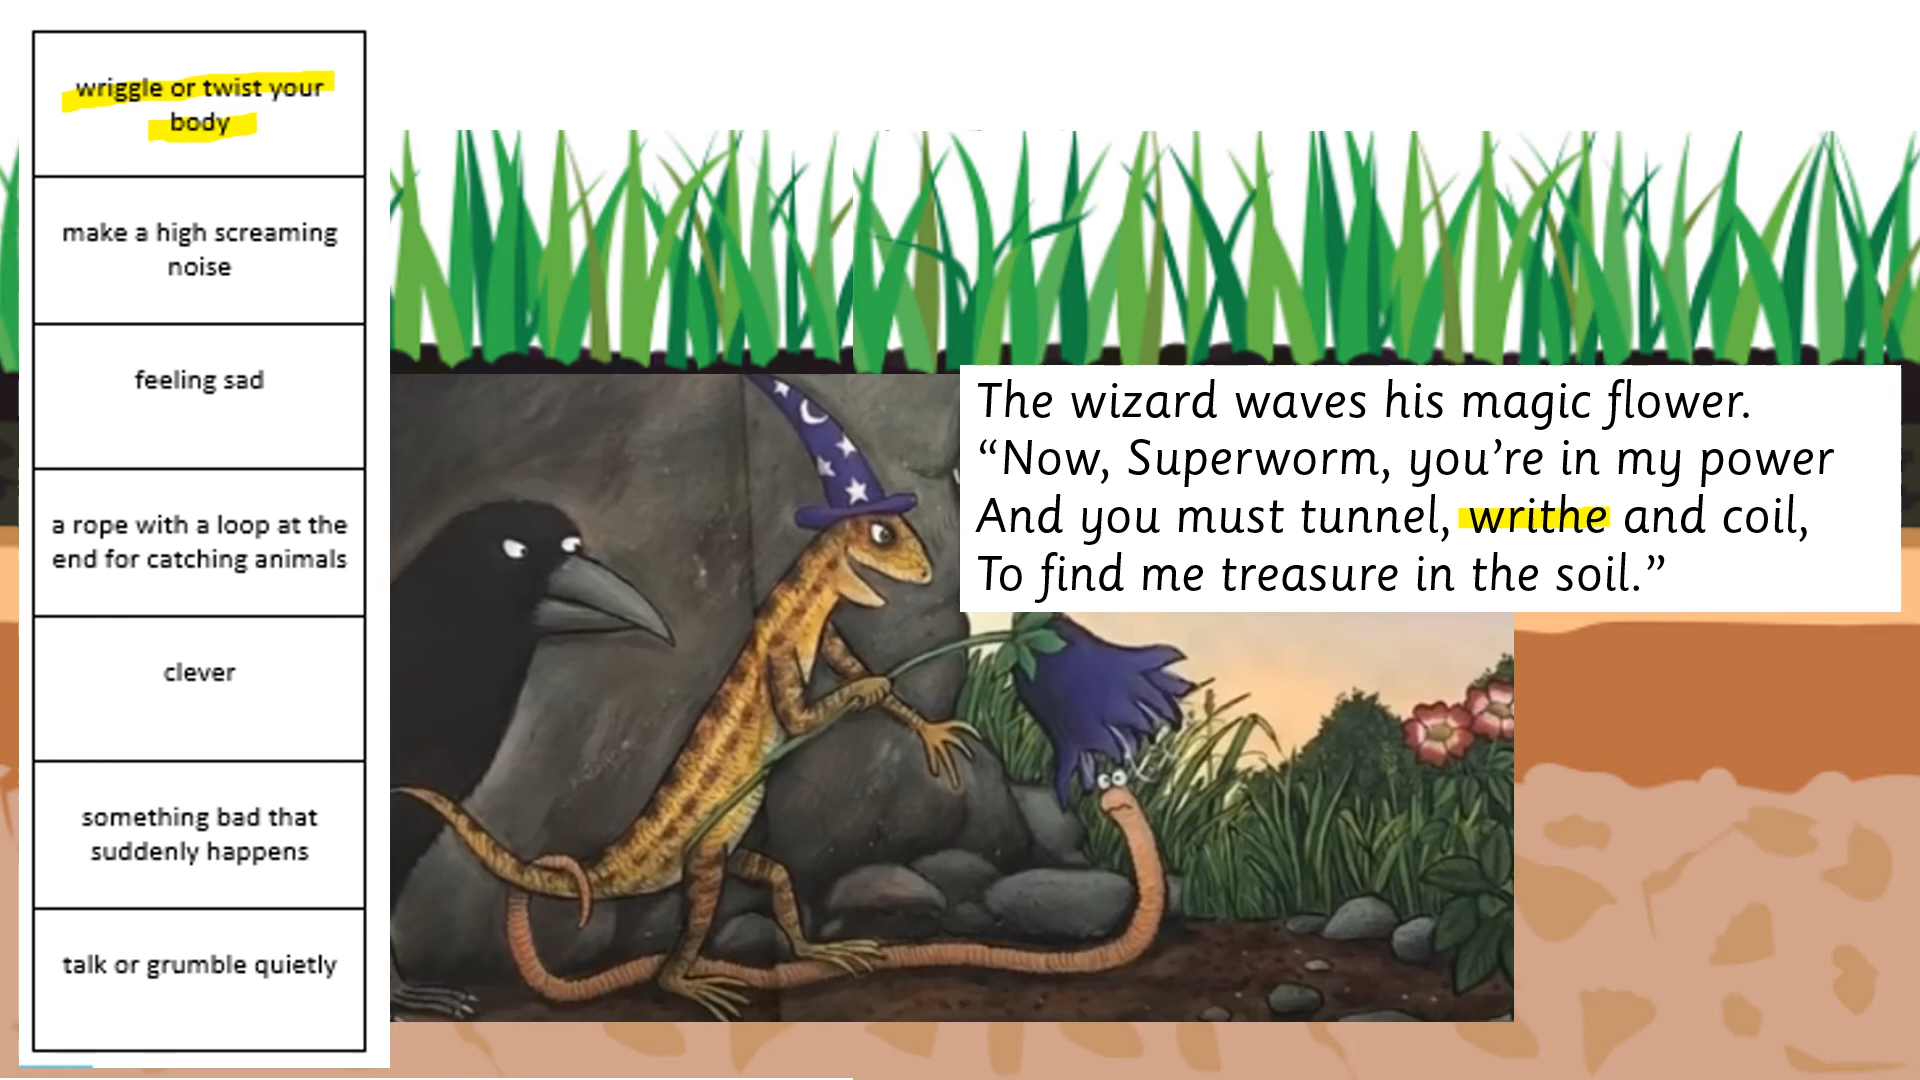 wriggle or twist your
body
make a high screaming
noise
feeling sad
a rope with a loop at the
end for catching animals
clever
something bad that
suddenly happens
talk or grumble quietly
The wizard waves his magic flower.
“Now, Superworm, you’re in my power
And you must tunnel, writhe and coil,
To find me treasure in the soil.”